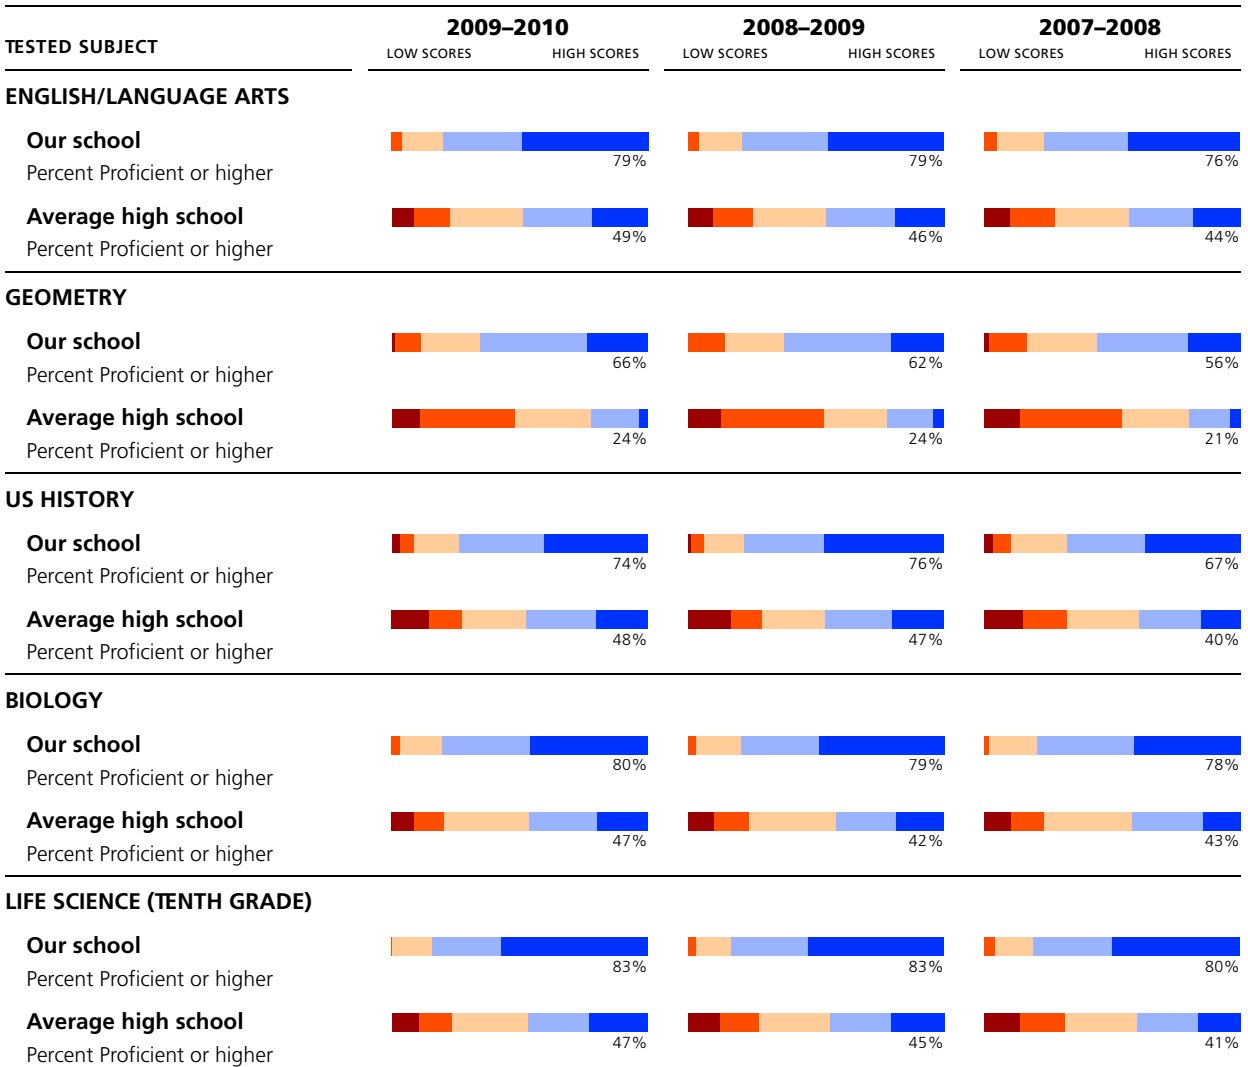 2009–2010 2008–2009 2007–2008
TESTED SUBJECT LOW SCORES HIGH SCORES LOW SCORES HIGH SCORES LOW SCORES HIGH SCORES
ENGLISH/LANGUAGE ARTS
Our school
79% 79% 76%
Percent Proficient or higher
Average high school
49% 46% 44%
Percent Proficient or higher
GEOMETRY
Our school
66% 62% 56%
Percent Proficient or higher
Average high school
24% 24% 21%
Percent Proficient or higher
US HISTORY
Our school
74% 76% 67%
Percent Proficient or higher
Average high school
48% 47% 40%
Percent Proficient or higher
BIOLOGY
Our school
80% 79% 78%
Percent Proficient or higher
Average high school
47% 42% 43%
Percent Proficient or higher
LIFE SCIENCE (TENTH GRADE)
Our school
83% 83% 80%
Percent Proficient or higher
Average high school
47% 45% 41%
Percent Proficient or higher